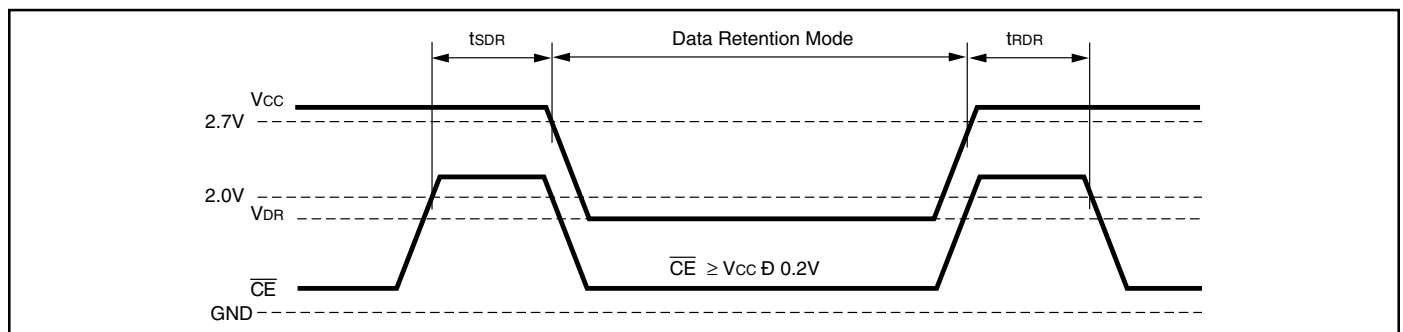 tSDR Data Retention Mode tRDR
VCC
2.7V
2.0V
VDR
CE ≥ VCC Ð 0.2V
CE
GND